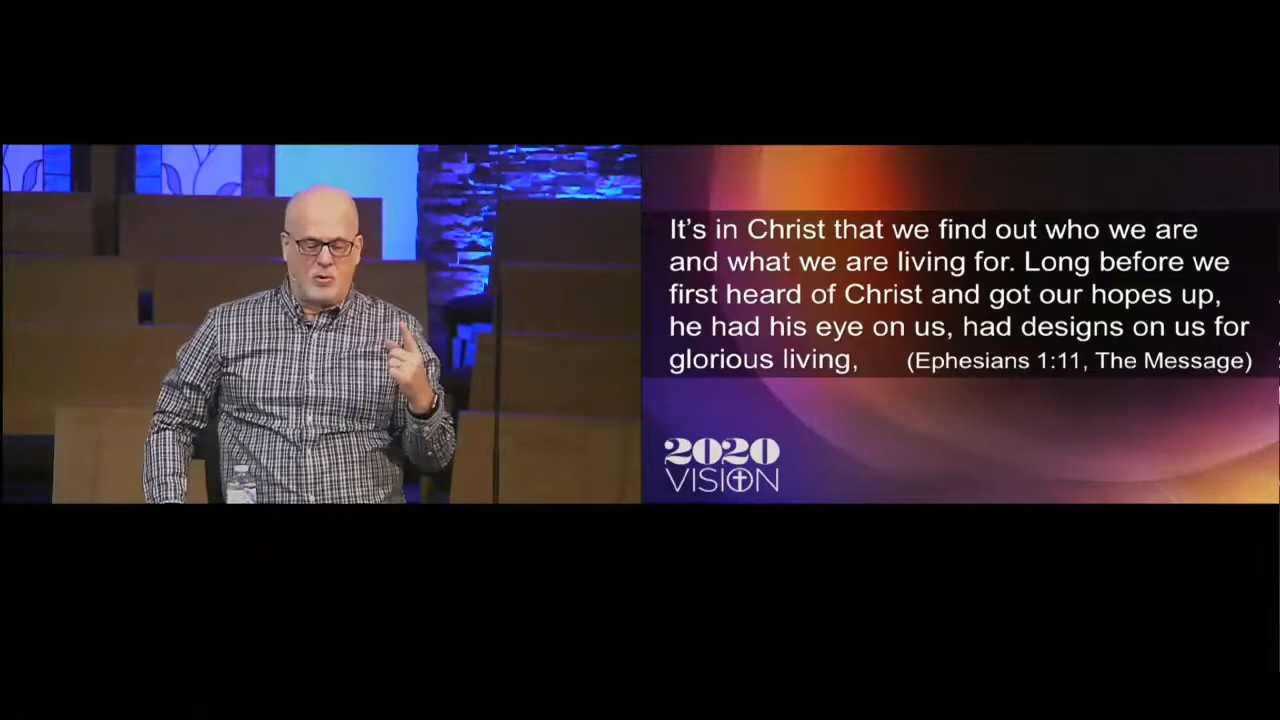 It's in Christ that we find out who we are
and what we are living for. Long before we
first heard of Christ and got our hopes up,
he had his eye on us, had designs on us for
glorious living, (Ephesians 1:11, The Message)
2020
VISION